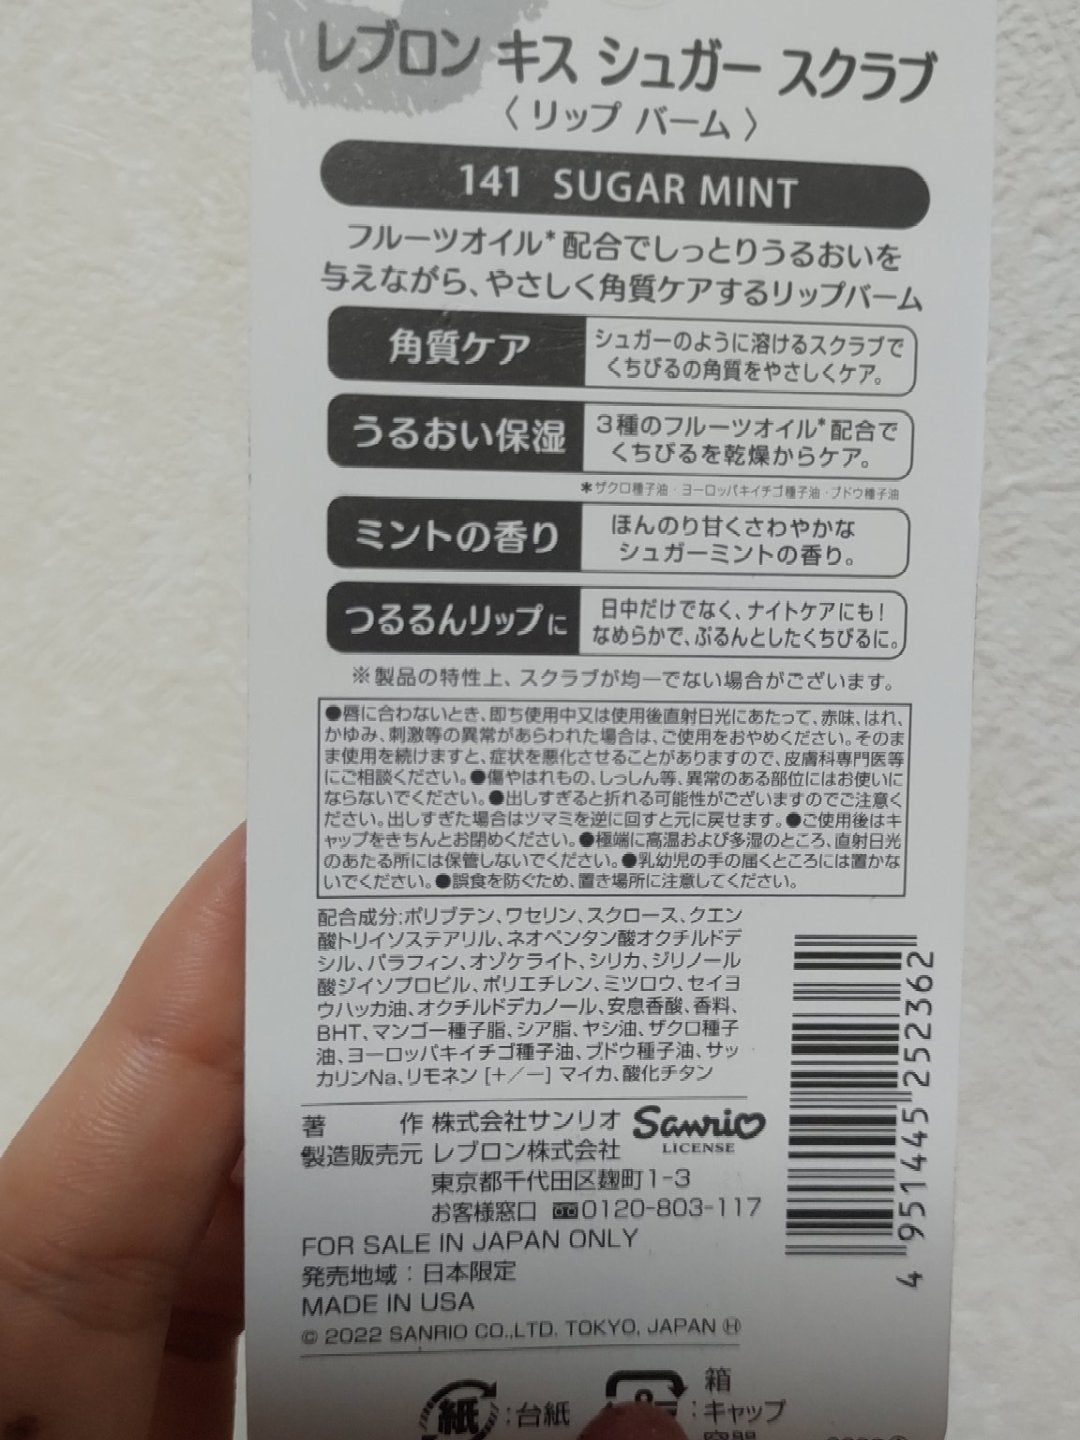 レブロン キス シュガー スクラブ
〈 リップ バーム 〉
141 SUGAR MINT
フルーツオイル*配合でしっとりうるおいを
与えながら、やさしく角質ケアするリップバーム
角質ケア
シュガーのように溶けるスクラブで
くちびるの角質をやさしくケア。
うるおい保湿
3種のフルーツオイル*配合で
くちびるを乾燥からケア。
*ザクロ種子油・ヨーロッパキイチゴ種子油・ブドウ種子油
ミントの香り
ほんのり甘くさわやかな
シュガーミントの香り。
つるるんリップに
日中だけでなく、ナイトケアにも!
なめらかで、ぷるんとしたくちびるに。
※製品の特性上、スクラブが均一でない場合がございます。
●唇に合わないとき、即ち使用中又は使用後直射日光にあたって、赤味、はれ、
かゆみ、刺激等の異常があらわれた場合は、ご使用をおやめください。そのま
ま使用を続けますと、症状を悪化させることがありますので、皮膚科専門医等
にご相談ください。●傷やはれもの、しっしん等、異常のある部位にはお使いに
ならないでください。●出しすぎると折れる可能性がございますのでご注意く
ださい。出しすぎた場合はツマミを逆に回すと元に戻せます。●ご使用後はキ
ャップをきちんとお閉めください。●極端に高温および多湿のところ、直射日光
のあたる所には保管しないでください。●乳幼児の手の届くところには置かな
いでください。●誤食を防ぐため、置き場所に注意してください。
配合成分:ポリブテン、ワセリン、スクロース、クエン
酸トリイソステアリル、ネオペンタン酸オクチルドデ
シル、パラフィン、オゾケライト、シリカ、ジリノール
酸ジイソプロピル、ポリエチレン、ミツロウ、セイヨ
ウハッカ油、オクチルドデカノール、安息香酸、香料、
BHT、マンゴー種子脂、シア脂、ヤシ油、ザクロ種子
油、ヨーロッパキイチゴ種子油、ブドウ種子油、サッ
カリンNa、リモネン [+/−] マイカ、酸化チタン
著 作 株式会社サンリオ
Sanrio
LICENSE
製造販売元 レブロン株式会社
東京都千代田区麹町1-3
お客様窓口 0120-803-117
FOR SALE IN JAPAN ONLY
発売地域:日本限定
MADE IN USA
© 2022 SANRIO CO.,LTD. TOKYO, JAPAN Ⓗ
4951445252362
紙:台紙
箱
:キャップ